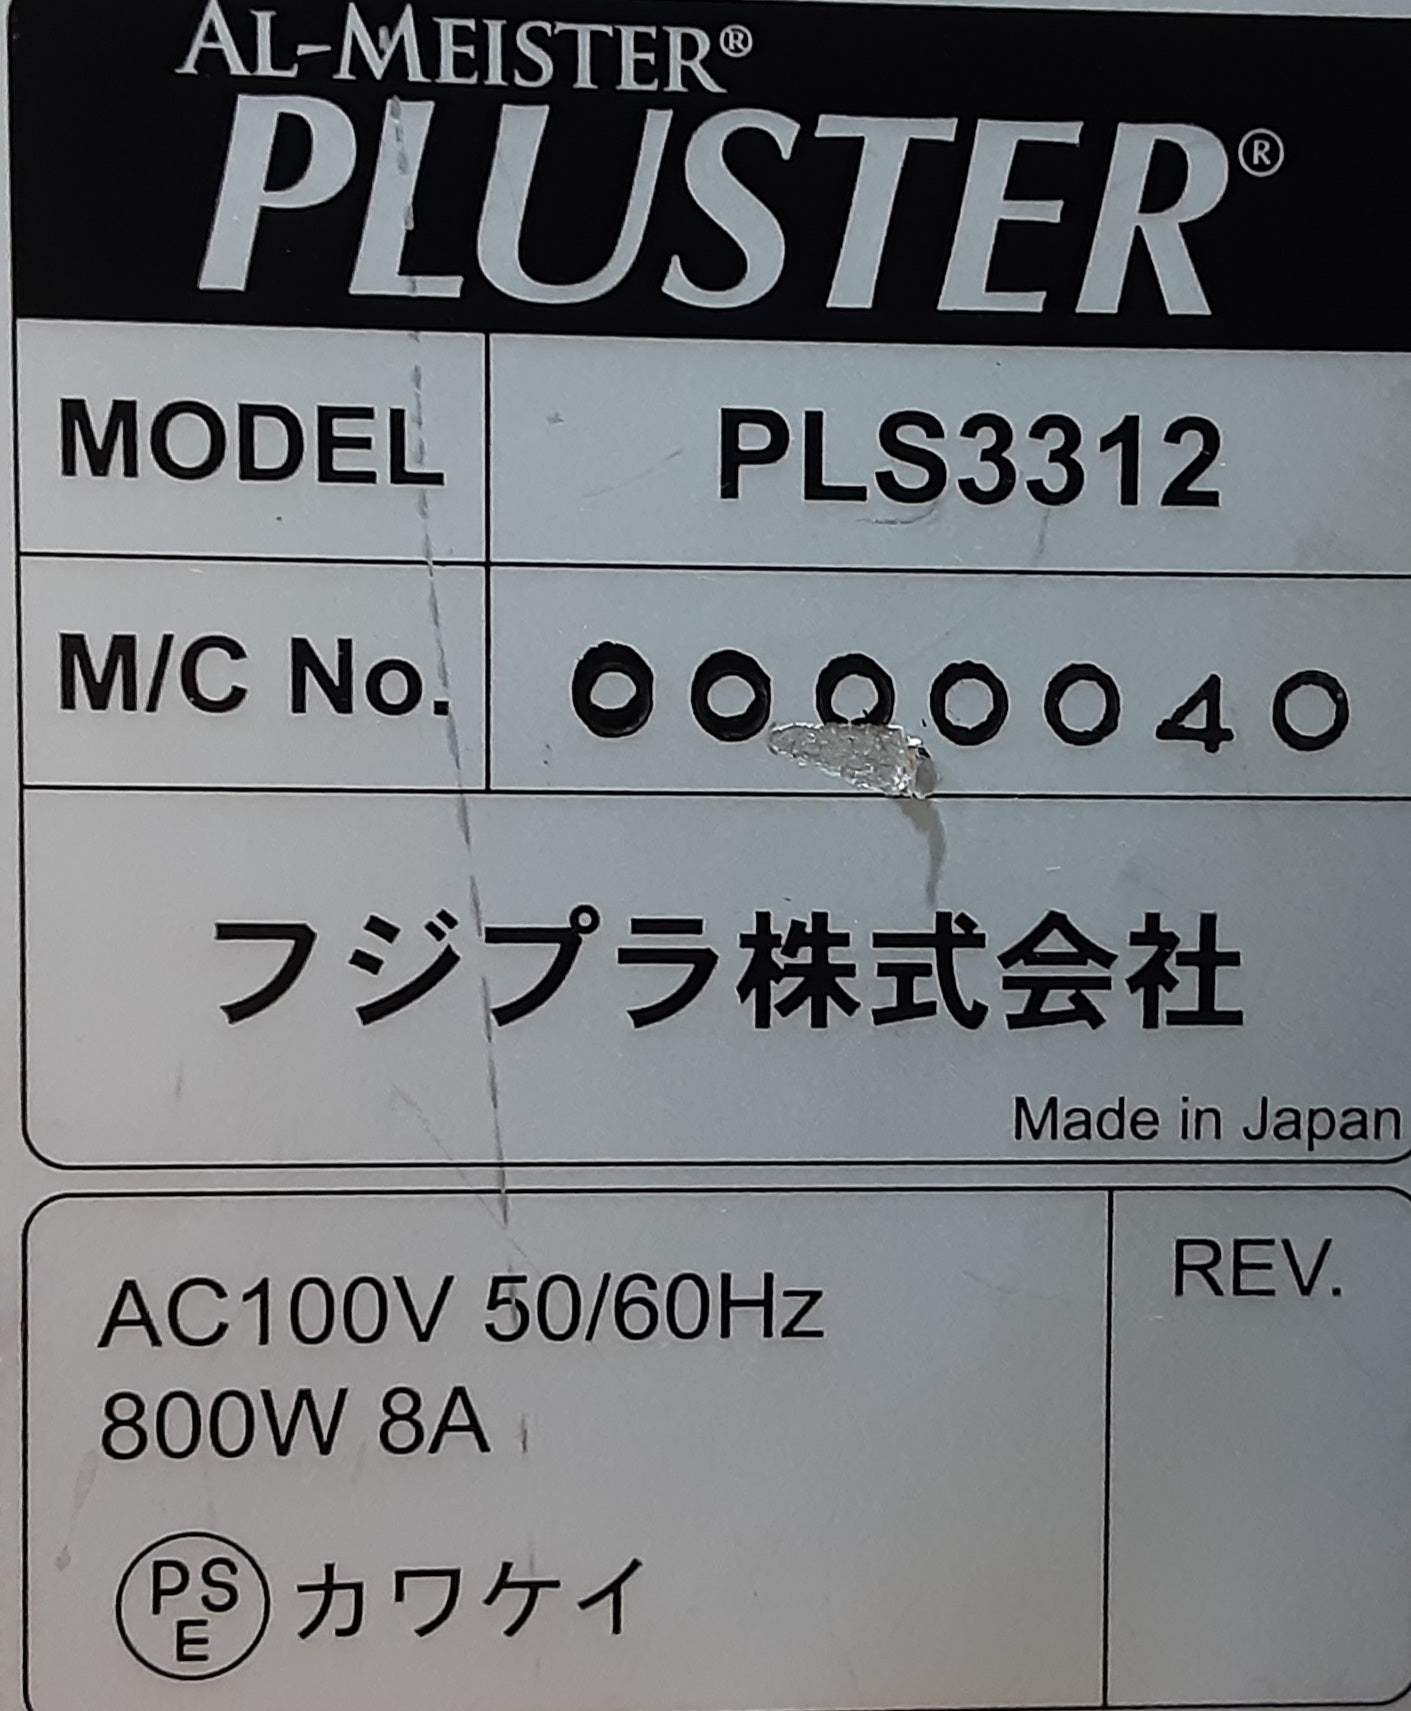 AL-MEISTER®
PLUSTER®
MODEL PLS3312
M/C No. 0000040
フジプラ株式会社
Made in Japan
AC100V 50/60Hz
REV.
800W 8A
PSE カワケイ